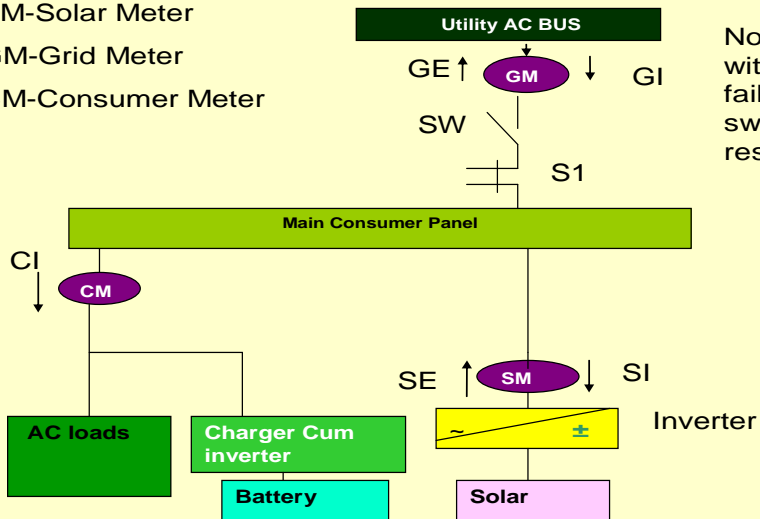 M-Solar Meter
M-Grid Meter
M-Consumer Meter
Utility AC BUS
GE
GM
GI
SW
S1
Main Consumer Panel
CI
CM
SE
SM
SI
AC loads
Charger Cum
inverter
~
±
Inverter
Battery
Solar